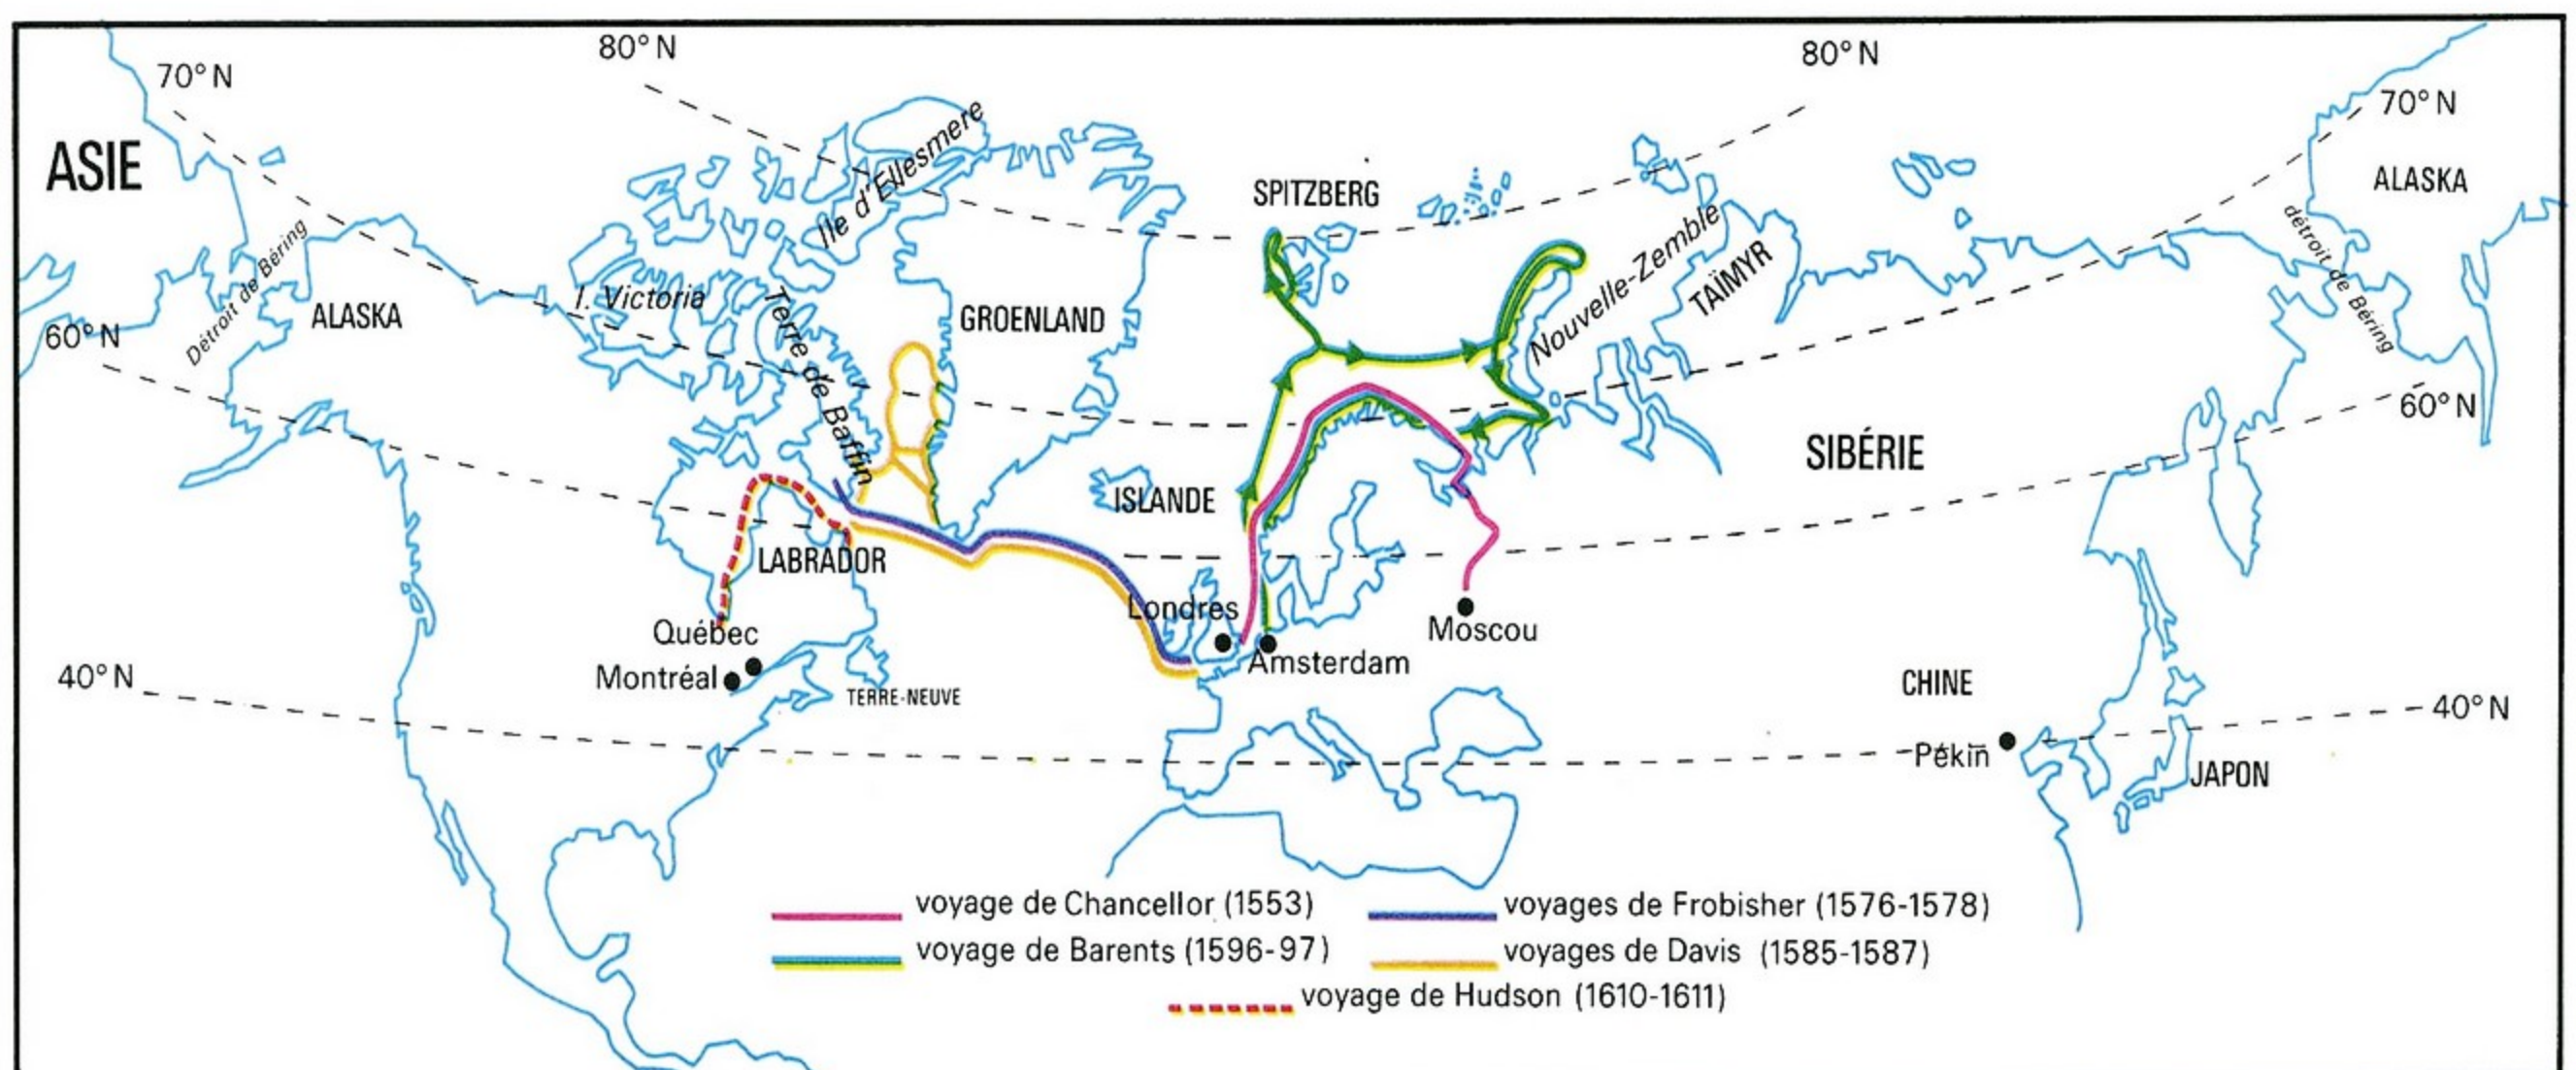 80° N
80° N
70° N
70° N
ASIE
Ile d'Ellesmere
SPITZBERG
ALASKA
Détroit de Béring
ALASKA
60° N
I. Victoria
Terre de Baffin
GROENLAND
Nouvelle-Zemble
TAÏMYR
détroit de Béring
60° N
SIBÉRIE
ISLANDE
LABRADOR
Londres
Québec
Moscou
Montréal
Amsterdam
40° N
TERRE-NEUVE
CHINE
40° N
Pékin
JAPON
voyage de Chancellor (1553)
voyages de Frobisher (1576-1578)
voyage de Barents (1596-97)
voyages de Davis (1585-1587)
voyage de Hudson (1610-1611)